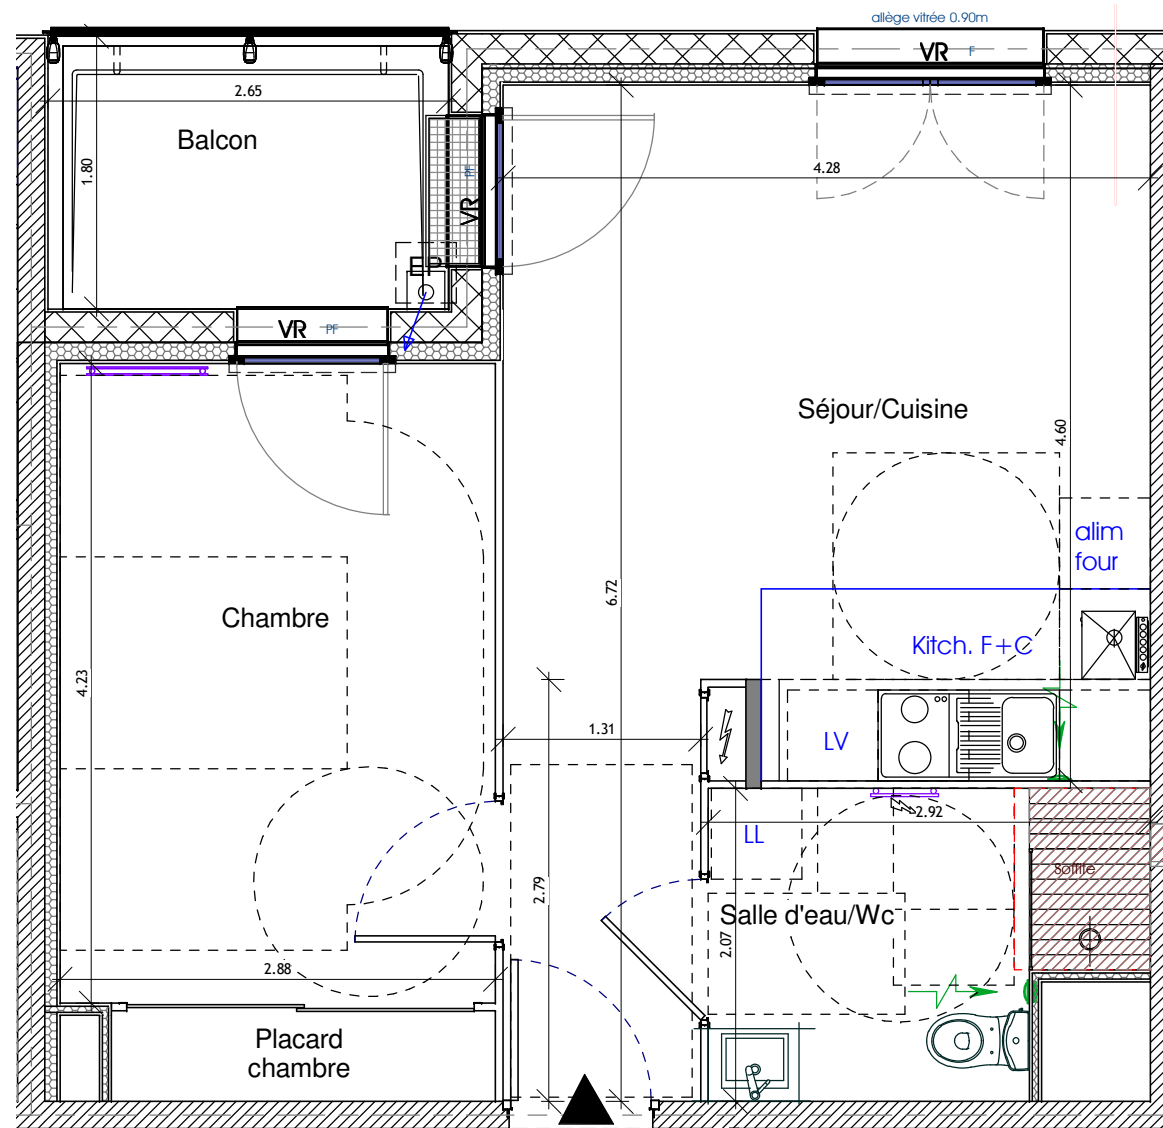 allège vitrée 0.90m
VR F
2.65
Balcon
1.80
PF
VR
4.28
EP
VR PF
Séjour/Cuisine
4.60
alim
four
6.72
Chambre
Kitch. F+C
4.23
1.31
LV
2.92
LL
Soffite
2.79
Salle d'eau/Wc
2.07
2.88
Placard
chambre